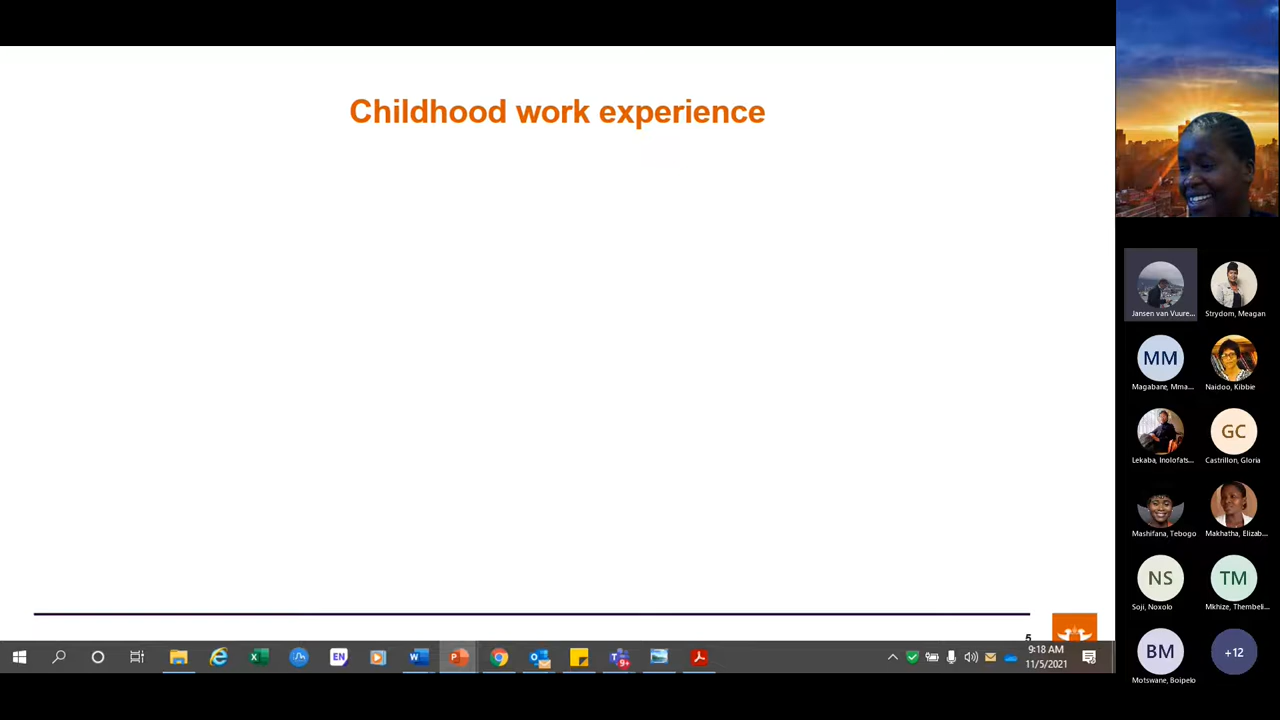 Childhood work experience
Jansen van Vuure...
Strydom, Meagan
MM
Magabare, Mma...
Naidoo, Kibbie
Lekaba, Inolofats...
GC
Castrillon, Gloria
Mashifana, Tebogo
Makhatha, Elizab...
NS
Soji, Noxolo
TM
Mkhize, Thembeli...
BM
Motswane, Boipelo
+12
5
EN
9+
9:18 AM
11/5/2021